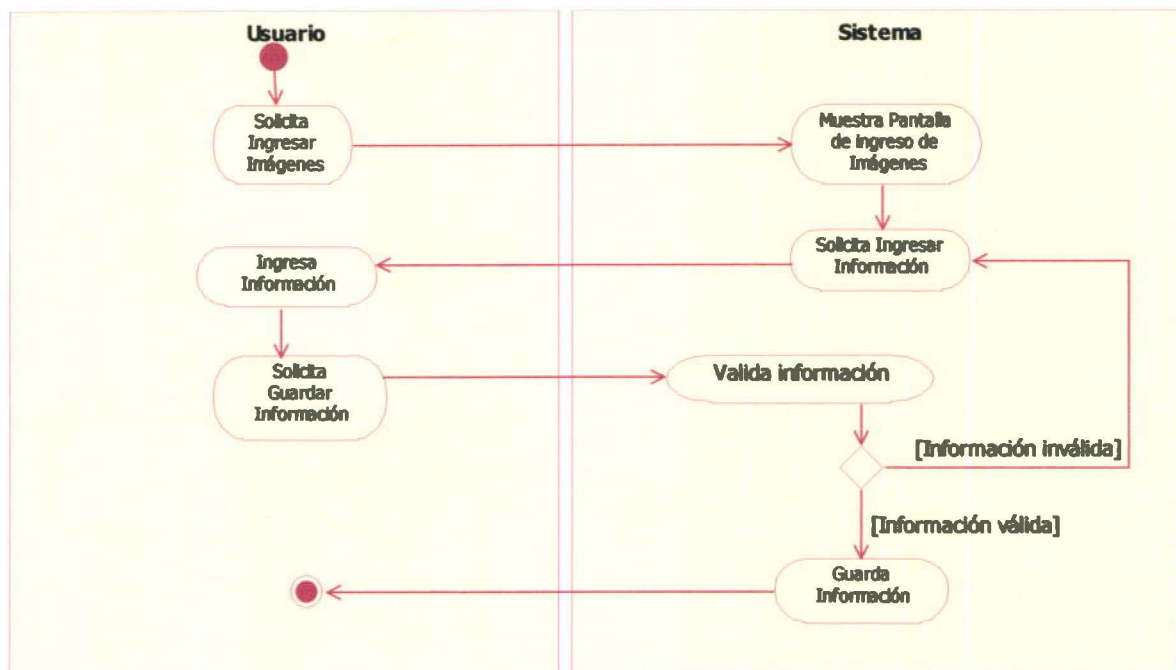 Usuario
Sistema
Solicita
Ingresar
Imágenes
Muestra Pantalla
de ingreso de
Imágenes
Solicita Ingresar
Información
Ingresa
Información
Solicita
Guardar
Información
Valida información
[Información inválida]
[Información válida]
Guarda
Información